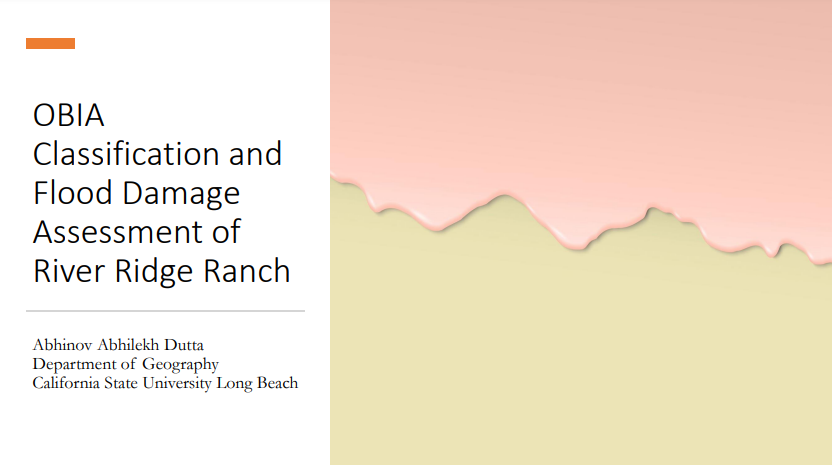 OBIA
Classification and
Flood Damage
Assessment of
River Ridge Ranch
Abhinov Abhilekh Dutta
Department of Geography
California State University Long Beach